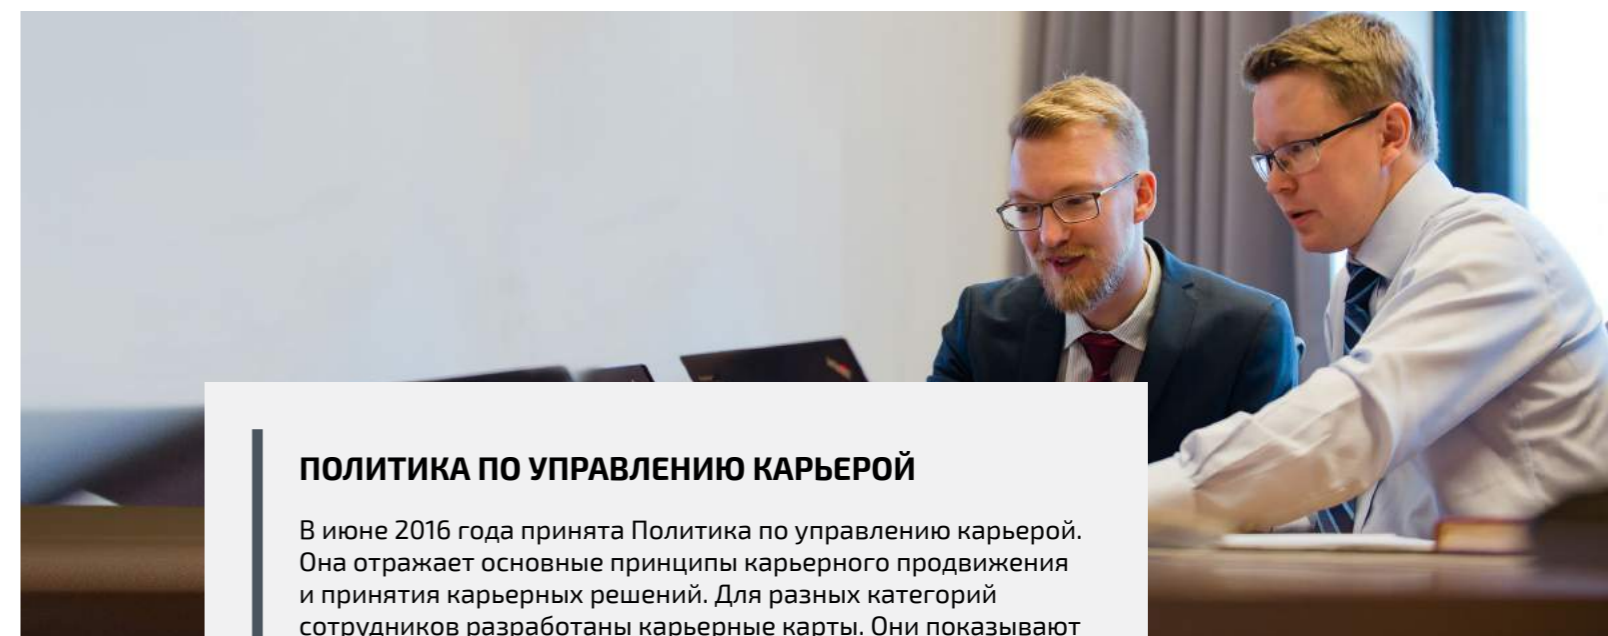 ПОЛИТИКА ПО УПРАВЛЕНИЮ КАРЬЕРОЙ
В июне 2016 года принята Политика по управлению карьерой.
Она отражает основные принципы карьерного продвижения
и принятия карьерных решений. Для разных категорий
сотрудников разработаны карьерные карты. Они показывают